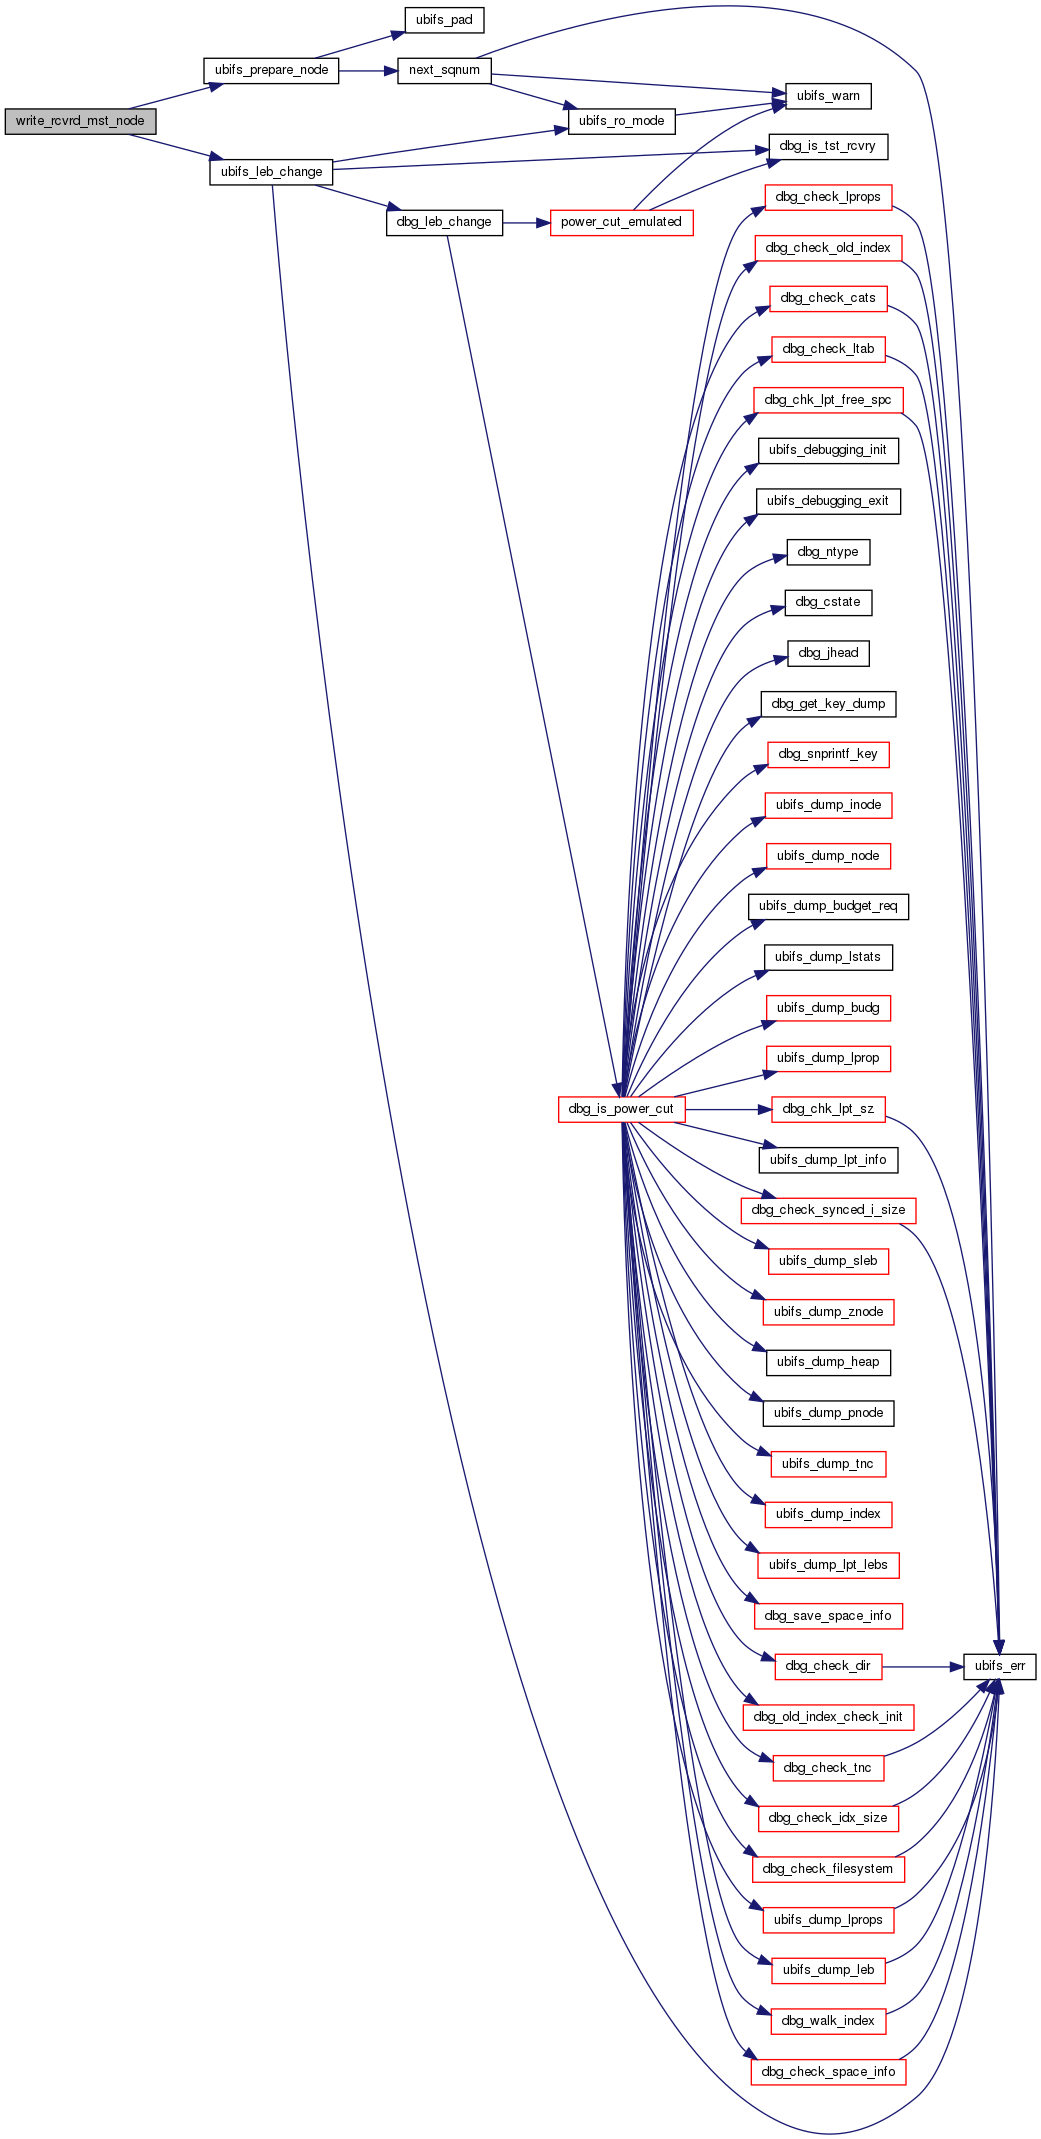 ubifs_pad
ubifs_prepare_node
next_sqnum
ubifs_warn
write_rcvrd_mst_node
ubifs_ro_mode
dbg_is_tst_rcvry
ubifs_leb_change
dbg_check_lprops
dbg_leb_change
power_cut_emulated
dbg_check_old_index
dbg_check_cats
dbg_check_ltab
dbg_chk_lpt_free_spc
ubifs_debugging_init
ubifs_debugging_exit
dbg_ntype
dbg_cstate
dbg_jhead
dbg_get_key_dump
dbg_snprintf_key
ubifs_dump_inode
ubifs_dump_node
ubifs_dump_budget_req
ubifs_dump_lstats
ubifs_dump_budg
ubifs_dump_lprop
dbg_is_power_cut
dbg_chk_lpt_sz
ubifs_dump_lpt_info
dbg_check_synced_i_size
ubifs_dump_sleb
ubifs_dump_znode
ubifs_dump_heap
ubifs_dump_pnode
ubifs_dump_tnc
ubifs_dump_index
ubifs_dump_lpt_lebs
dbg_save_space_info
dbg_check_dir
ubifs_err
dbg_old_index_check_init
dbg_check_tnc
dbg_check_idx_size
dbg_check_filesystem
ubifs_dump_lprops
ubifs_dump_leb
dbg_walk_index
dbg_check_space_info